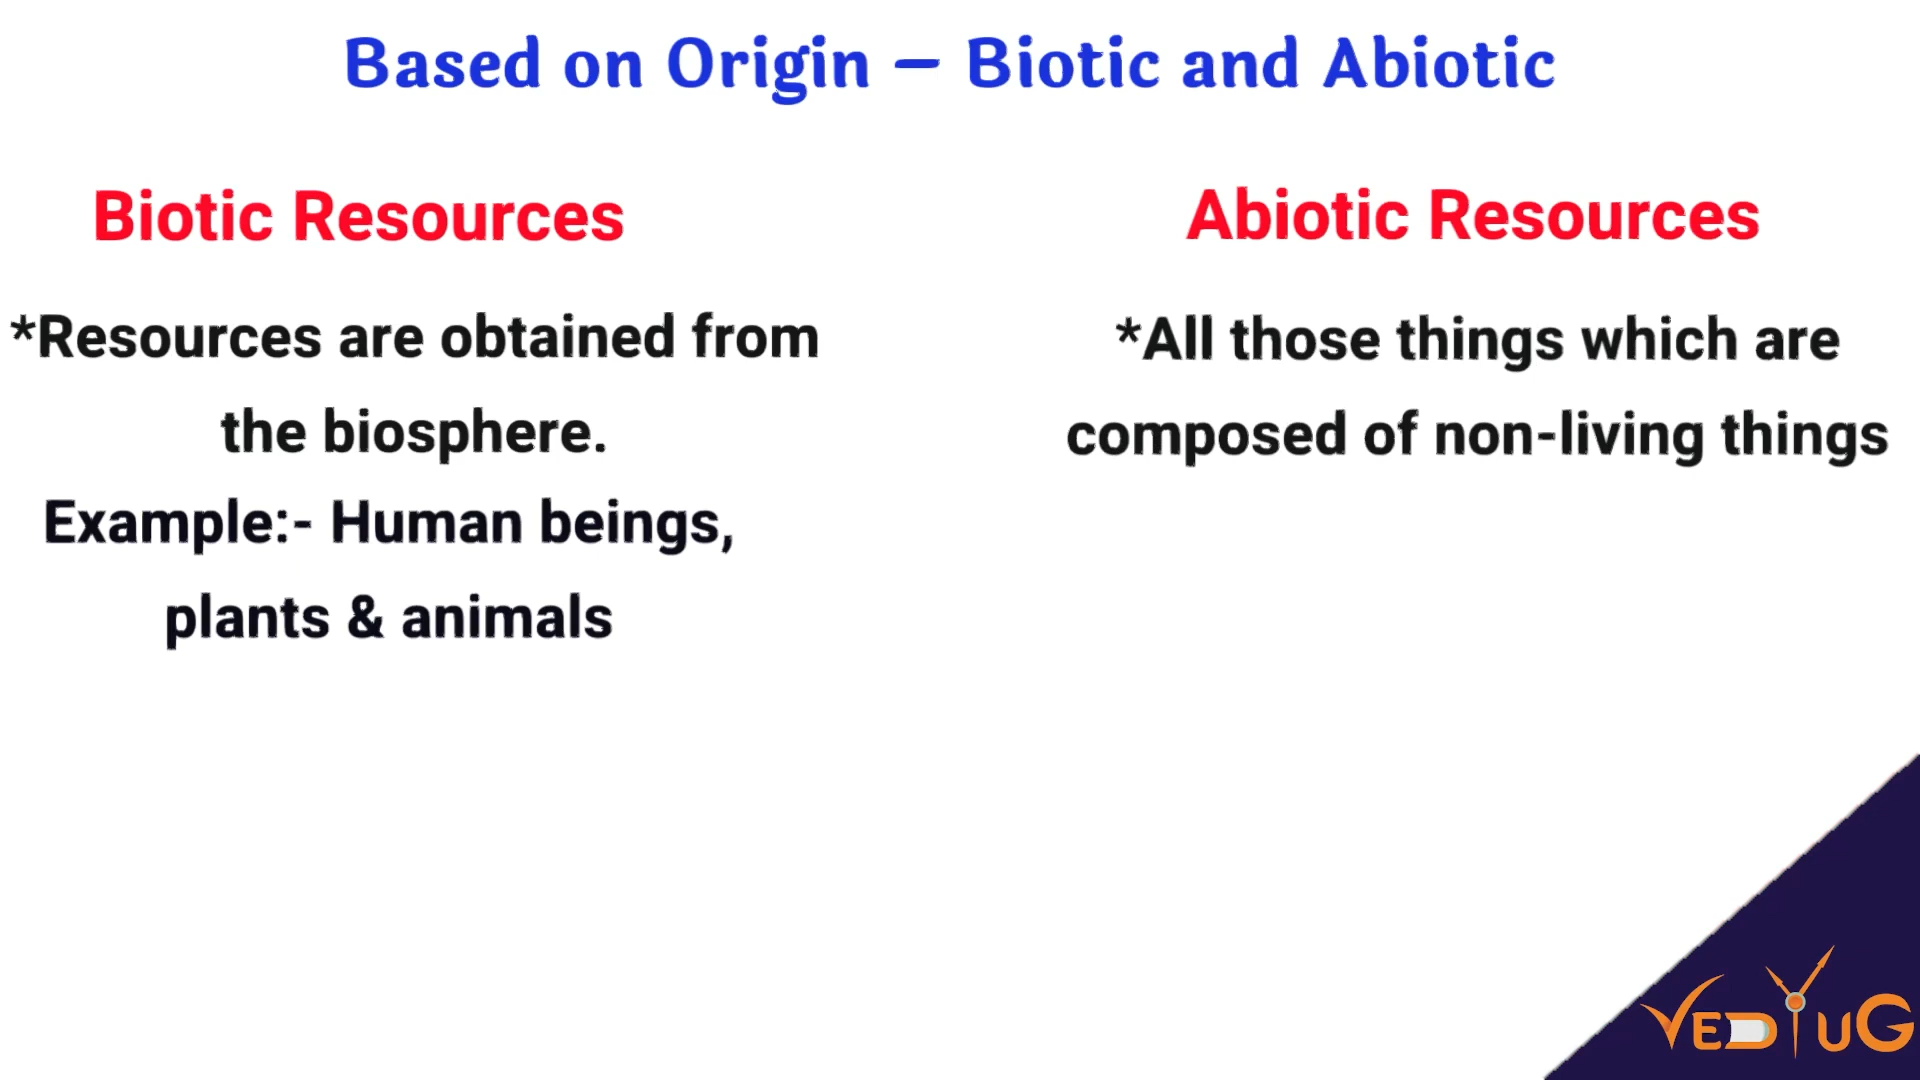 Based on Origin – Biotic and Abiotic
Biotic Resources
*Resources are obtained from
the biosphere.
Example:- Human beings,
plants & animals
Abiotic Resources
*All those things which are
composed of non-living things
VEDYUG